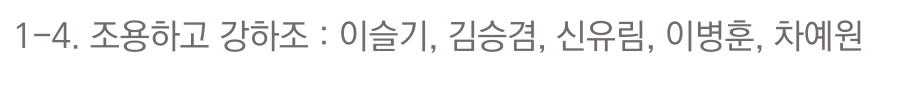 1-4. 조용하고 강하조 : 이슬기, 김승겸, 신유림, 이병훈, 차예원